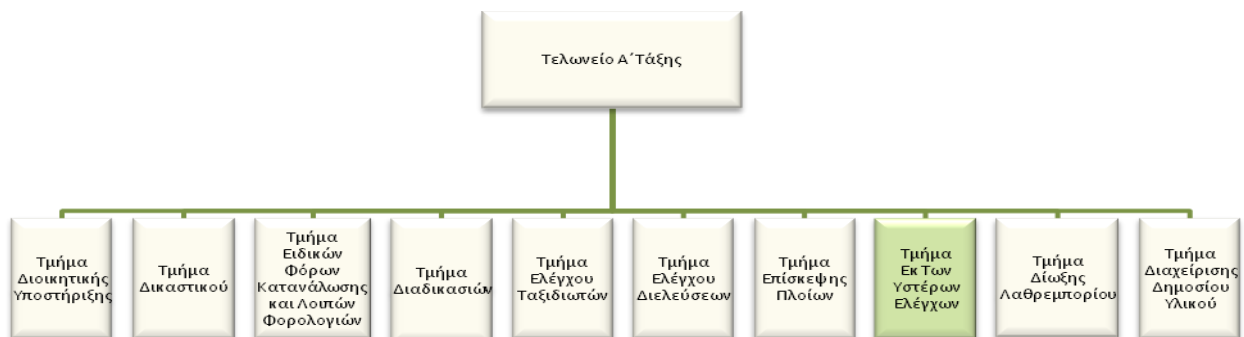 Τελωνείο Α΄Τάξης
Τμήμα
Διοικητικής
Υποστήριξης
Τμήμα
Δικαστικού
Τμήμα
Ειδικών
Φόρων
Κατανάλωσης
και Λοιπών
Φορολογιών
Τμήμα
Διαδικασιών
Τμήμα
Ελέγχου
Ταξιδιωτών
Τμήμα
Ελέγχου
Διελεύσεων
Τμήμα
Επίσκεψης
Πλοίων
Τμήμα
Εκ Των
Υστέρων
Ελέγχων
Τμήμα
Δίωξης
Λαθρεμπορίου
Τμήμα
Διαχείρισης
Δημοσίου
Υλικού